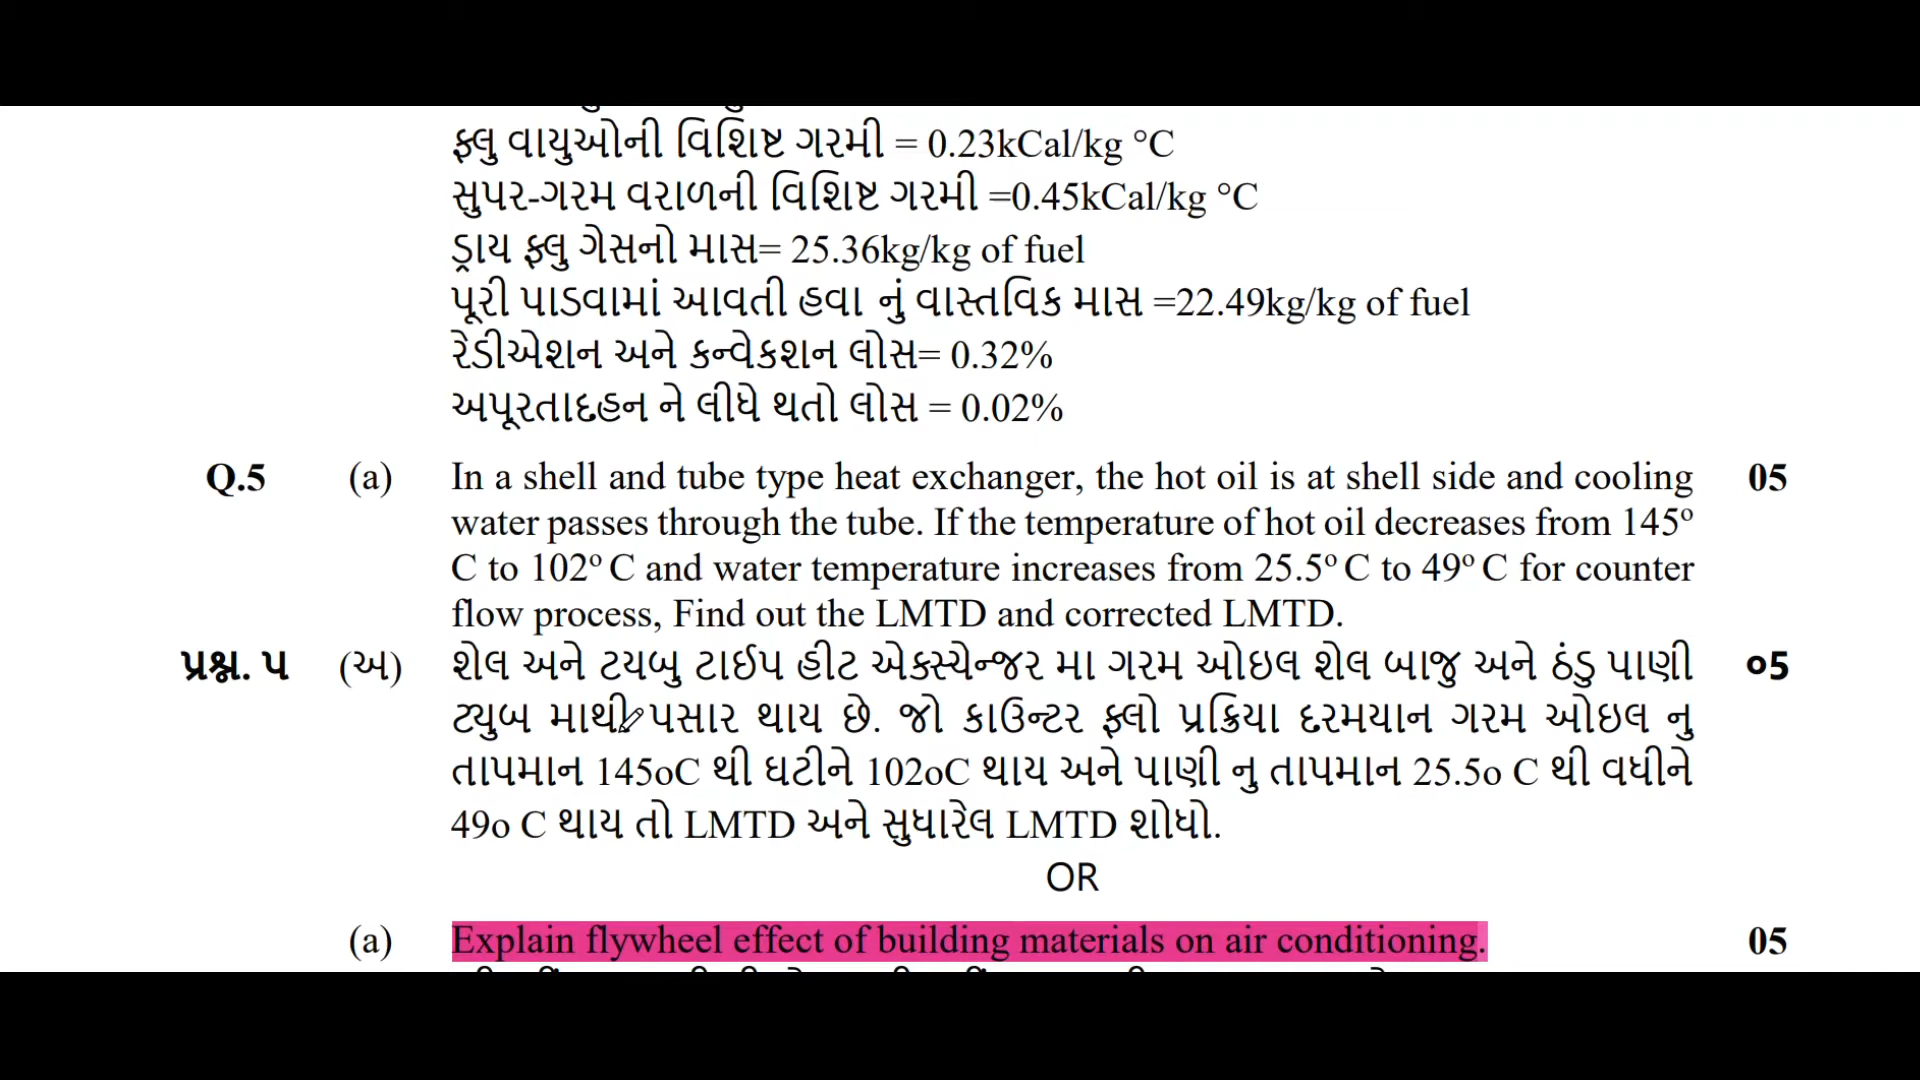 ફ્લુ વાયુઓની વિશિષ્ટ ગરમી = 0.23kCal/kg °C
સુપર-ગરમ વરાળની વિશિષ્ટ ગરમી =0.45kCal/kg °C
ડ્રાય ફ્લુ ગેસનો માસ= 25.36kg/kg of fuel
પૂરી પાડવામાં આવતી હવા નું વાસ્તવિક માસ =22.49kg/kg of fuel
રેડીએશન અને કન્વેકશન લોસ= 0.32%
અપૂરતાદહન ને લીધે થતો લોસ = 0.02%
Q.5 (a) In a shell and tube type heat exchanger, the hot oil is at shell side and cooling 05
water passes through the tube. If the temperature of hot oil decreases from 145º
C to 102º C and water temperature increases from 25.5º C to 49º C for counter
flow process, Find out the LMTD and corrected LMTD.
પ્રશ્ન. ૫ (અ) શેલ અને ટયબુ ટાઈપ હીટ એક્સ્ચેન્જર મા ગરમ ઓઇલ શેલ બાજુ અને ઠંડુ પાણી ૦5
ટ્યુબ માથી પસાર થાય છે. જો કાઉન્ટર ફ્લો પ્રક્રિયા દરમયાન ગરમ ઓઇલ નુ
તાપમાન 145oC થી ઘટીને 102oC થાય અને પાણી નુ તાપમાન 25.5o C થી વધીને
49o C થાય તો LMTD અને સુધારેલ LMTD શોધો.
OR
(a) Explain flywheel effect of building materials on air conditioning. 05